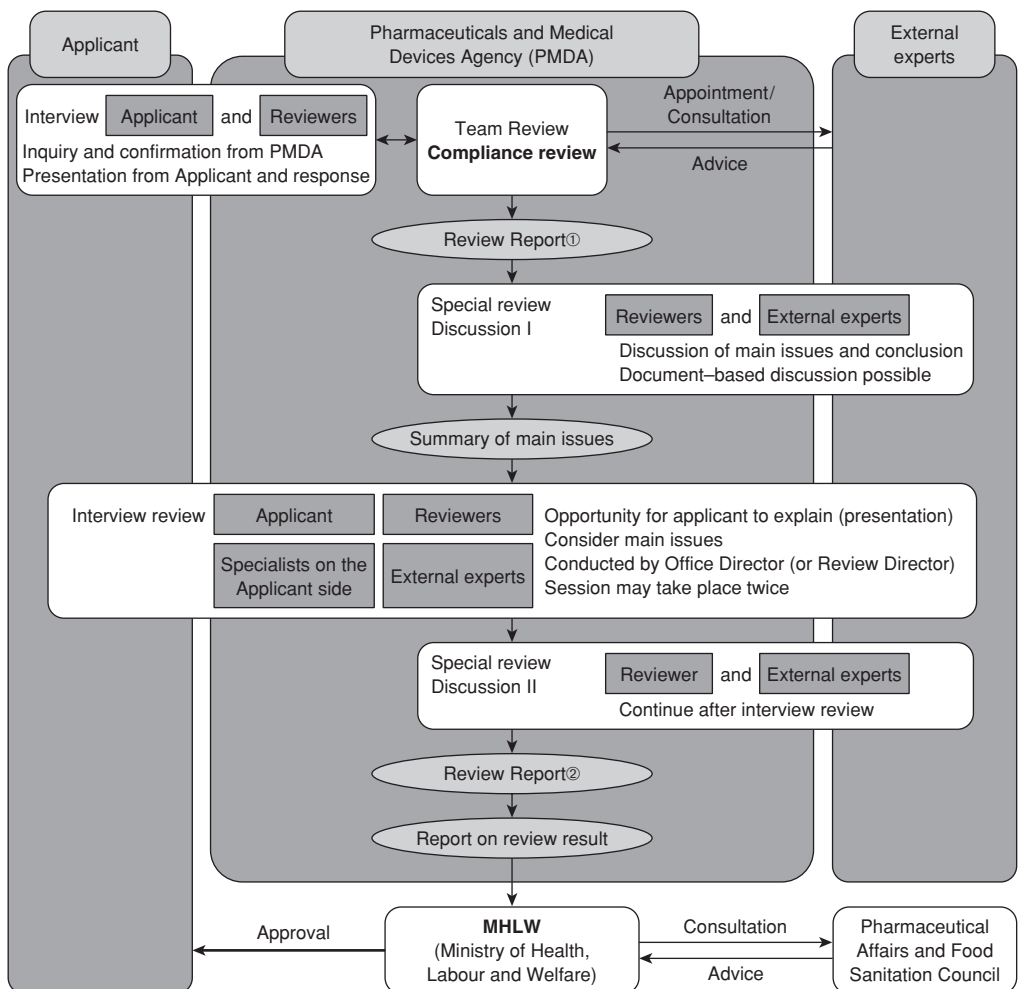 Applicant
Pharmaceuticals and Medical
Devices Agency (PMDA)
External
experts
Interview Applicant and Reviewers
Inquiry and confirmation from PMDA
Presentation from Applicant and response
Team Review
Compliance review
Appointment/
Consultation
Advice
Review Report①
Special review
Discussion I
Reviewers and External experts
Discussion of main issues and conclusion
Document–based discussion possible
Summary of main issues
Interview review
Applicant
Reviewers
Specialists on the
Applicant side
External experts
Opportunity for applicant to explain (presentation)
Consider main issues
Conducted by Office Director (or Review Director)
Session may take place twice
Special review
Discussion II
Reviewer and External experts
Continue after interview review
Review Report②
Report on review result
Approval
MHLW
(Ministry of Health,
Labour and Welfare)
Consultation
Advice
Pharmaceutical
Affairs and Food
Sanitation Council